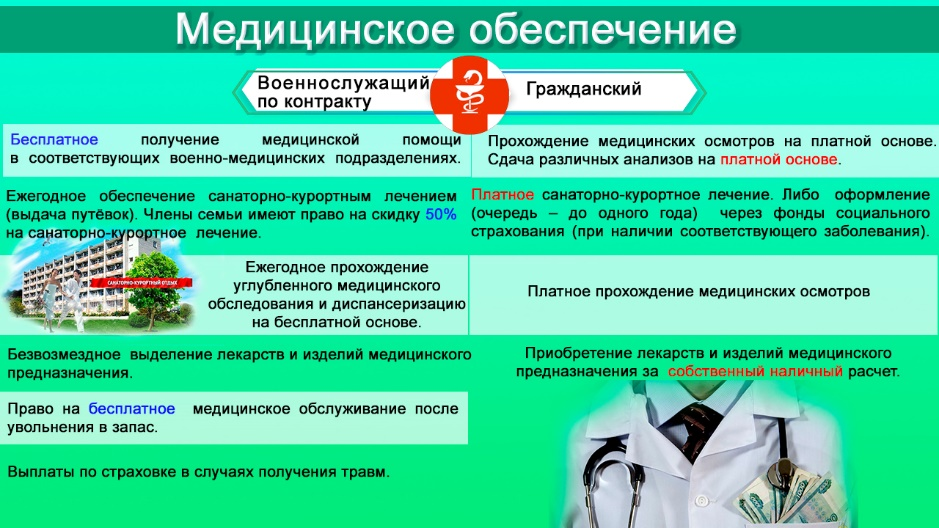 Медицинское обеспечение
Военнослужащий
по контракту
Гражданский
Бесплатное получение медицинской помощи
в соответствующих военно-медицинских подразделениях.
Прохождение медицинских осмотров на платной основе.
Сдача различных анализов на платной основе.
Ежегодное обеспечение санаторно-курортным лечением
(выдача путёвок). Члены семьи имеют право на скидку 50%
на санаторно-курортное лечение.
Платное санаторно-курортное лечение. Либо оформление
(очередь – до одного года) через фонды социального
страхования (при наличии соответствующего заболевания).
САНАТОРНО-КУРОРТНЫЙ ОТДЫХ
Ежегодное прохождение
углубленного медицинского
обследования и диспансеризацию
на бесплатной основе.
Платное прохождение медицинских осмотров
Безвозмездное выделение лекарств и изделий медицинского
предназначения.
Приобретение лекарств и изделий медицинского
предназначения за собственный наличный расчет.
Право на бесплатное медицинское обслуживание после
увольнения в запас.
Выплаты по страховке в случаях получения травм.